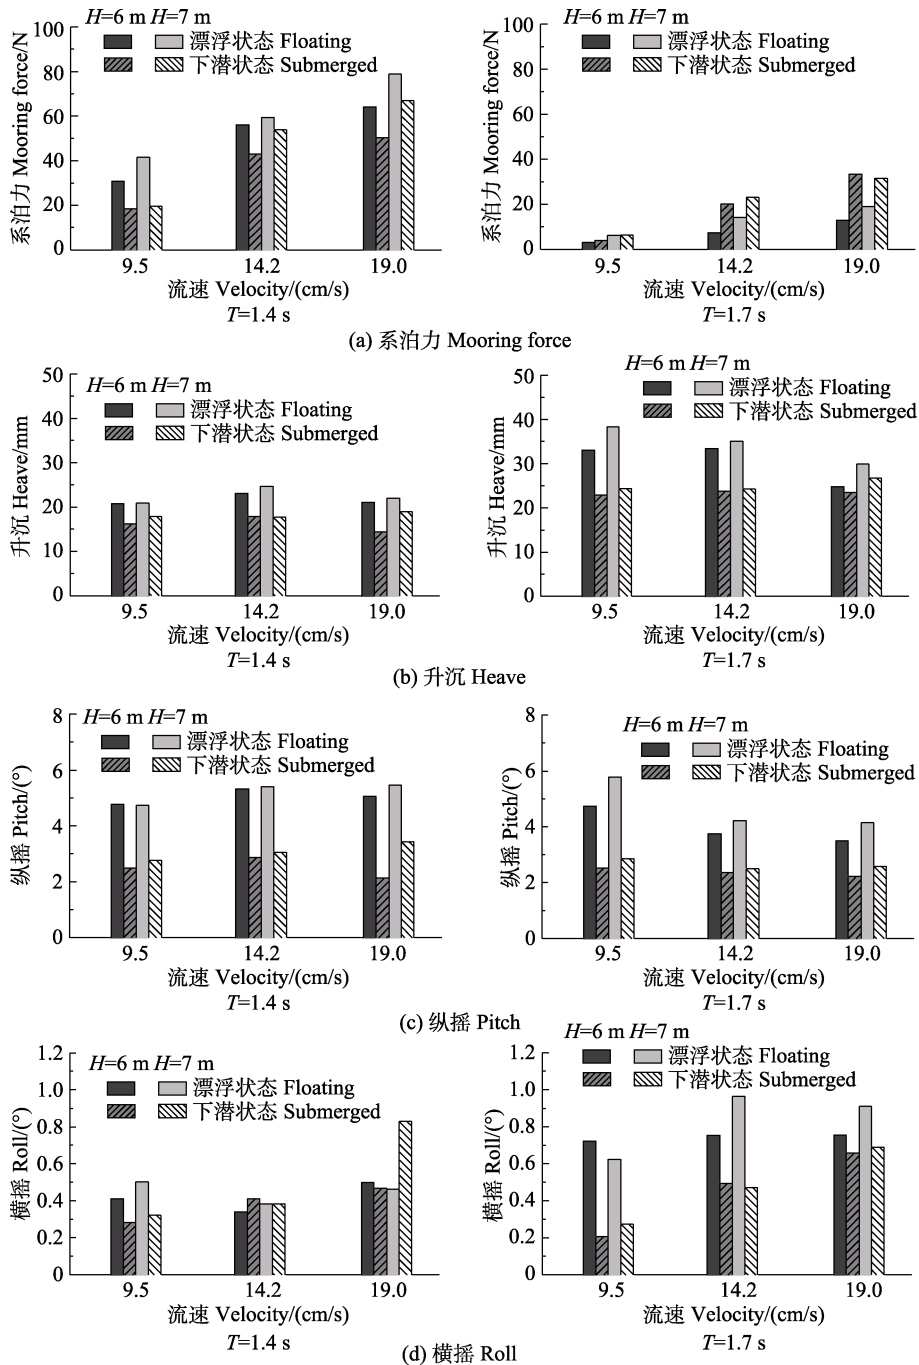 H=6 m H=7 m
漂浮状态 Floating
下潜状态 Submerged
系泊力 Mooring force/N
100
80
60
40
20
0
9.5 14.2 19.0
流速 Velocity/(cm/s)
T=1.4 s
H=6 m H=7 m
漂浮状态 Floating
下潜状态 Submerged
系泊力 Mooring force/N
100
80
60
40
20
0
9.5 14.2 19.0
流速 Velocity/(cm/s)
T=1.7 s
(a) 系泊力 Mooring force
H=6 m H=7 m
漂浮状态 Floating
下潜状态 Submerged
升沉 Heave/mm
50
40
30
20
10
0
9.5 14.2 19.0
流速 Velocity/(cm/s)
T=1.4 s
H=6 m H=7 m
漂浮状态 Floating
下潜状态 Submerged
升沉 Heave/mm
50
40
30
20
10
0
9.5 14.2 19.0
流速 Velocity/(cm/s)
T=1.7 s
(b) 升沉 Heave
H=6 m H=7 m
漂浮状态 Floating
下潜状态 Submerged
纵摇 Pitch/(°)
8
6
4
2
0
9.5 14.2 19.0
流速 Velocity/(cm/s)
T=1.4 s
H=6 m H=7 m
漂浮状态 Floating
下潜状态 Submerged
纵摇 Pitch/(°)
8
6
4
2
0
9.5 14.2 19.0
流速 Velocity/(cm/s)
T=1.7 s
(c) 纵摇 Pitch
H=6 m H=7 m
漂浮状态 Floating
下潜状态 Submerged
横摇 Roll/(°)
1.2
1.0
0.8
0.6
0.4
0.2
0
9.5 14.2 19.0
流速 Velocity/(cm/s)
T=1.4 s
H=6 m H=7 m
漂浮状态 Floating
下潜状态 Submerged
横摇 Roll/(°)
1.2
1.0
0.8
0.6
0.4
0.2
0
9.5 14.2 19.0
流速 Velocity/(cm/s)
T=1.7 s
(d) 横摇 Roll